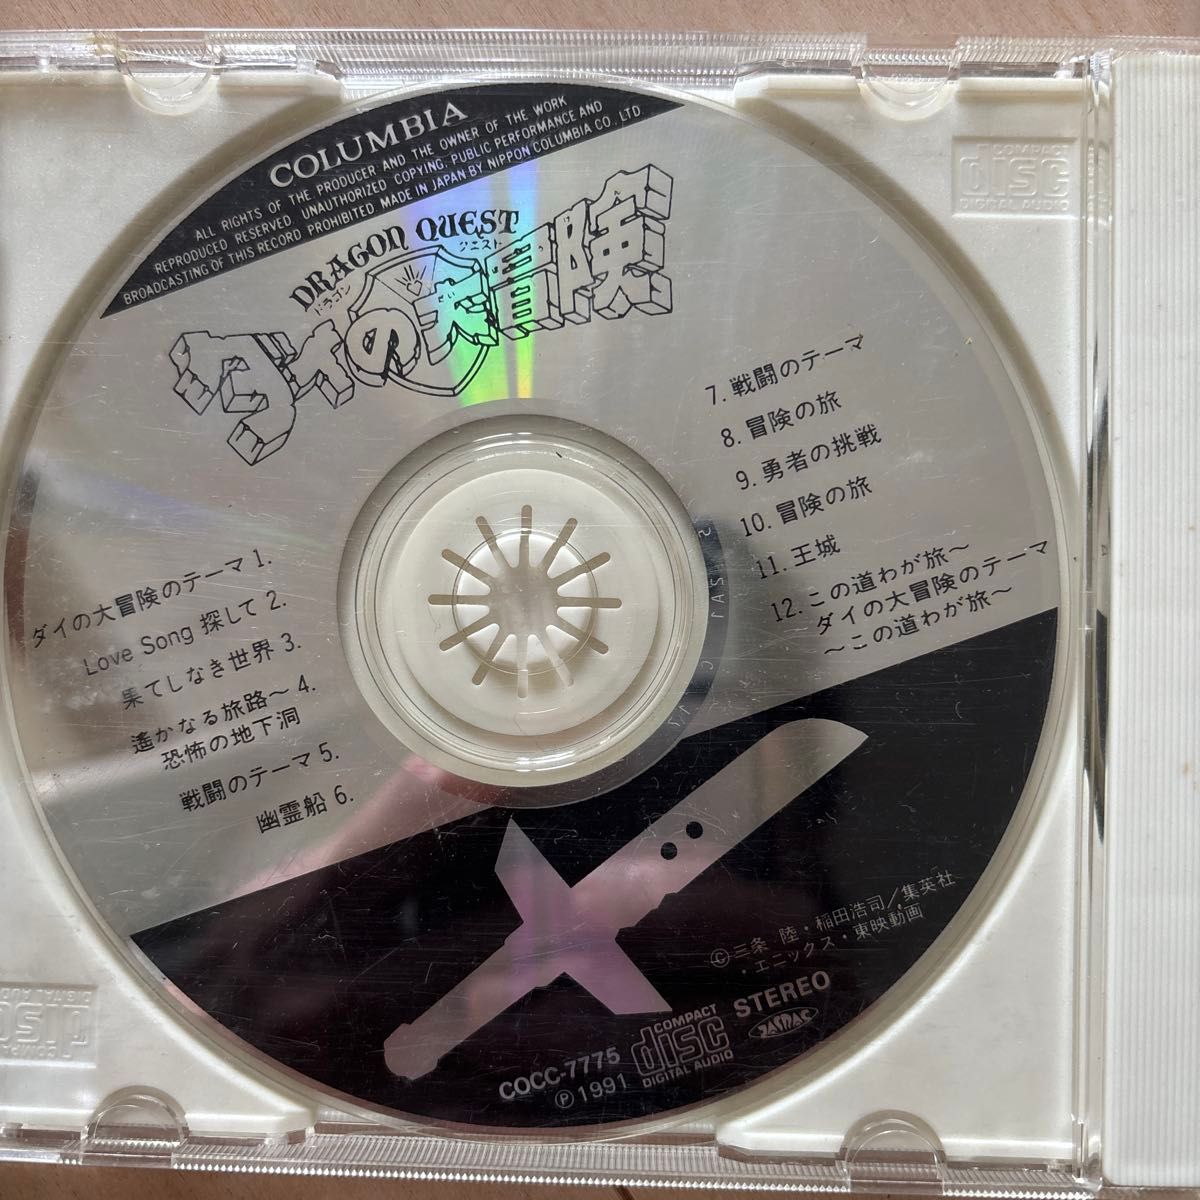 COLUMBIA
ALL RIGHTS OF THE PRODUCER AND THE OWNER OF THE WORK
REPRODUCED RESERVED. UNAUTHORIZED COPYING, PUBLIC PERFORMANCE AND
BROADCASTING OF THIS RECORD PROHIBITED. MADE IN JAPAN BY NIPPON COLUMBIA CO., LTD.
DRAGON QUEST
ドラゴン クエスト
ダイの大冒険
ダイの大冒険のテーマ 1.
Love Song 探して 2.
果てしなき世界 3.
遙かなる旅路〜 4.
恐怖の地下洞
戦闘のテーマ 5.
幽霊船 6.
7. 戦闘のテーマ
8. 冒険の旅
9. 勇者の挑戦
10. 冒険の旅
11. 王城
12. この道わが旅〜
ダイの大冒険のテーマ
〜この道わが旅〜
Ⓒ三条 陸・稲田浩司/集英社
・エニックス・東映動画
STEREO
JASRAC
COMPACT
disc
DIGITAL AUDIO
COCC-7775
Ⓟ1991
COMPACT
disc
DIGITAL AUDIO